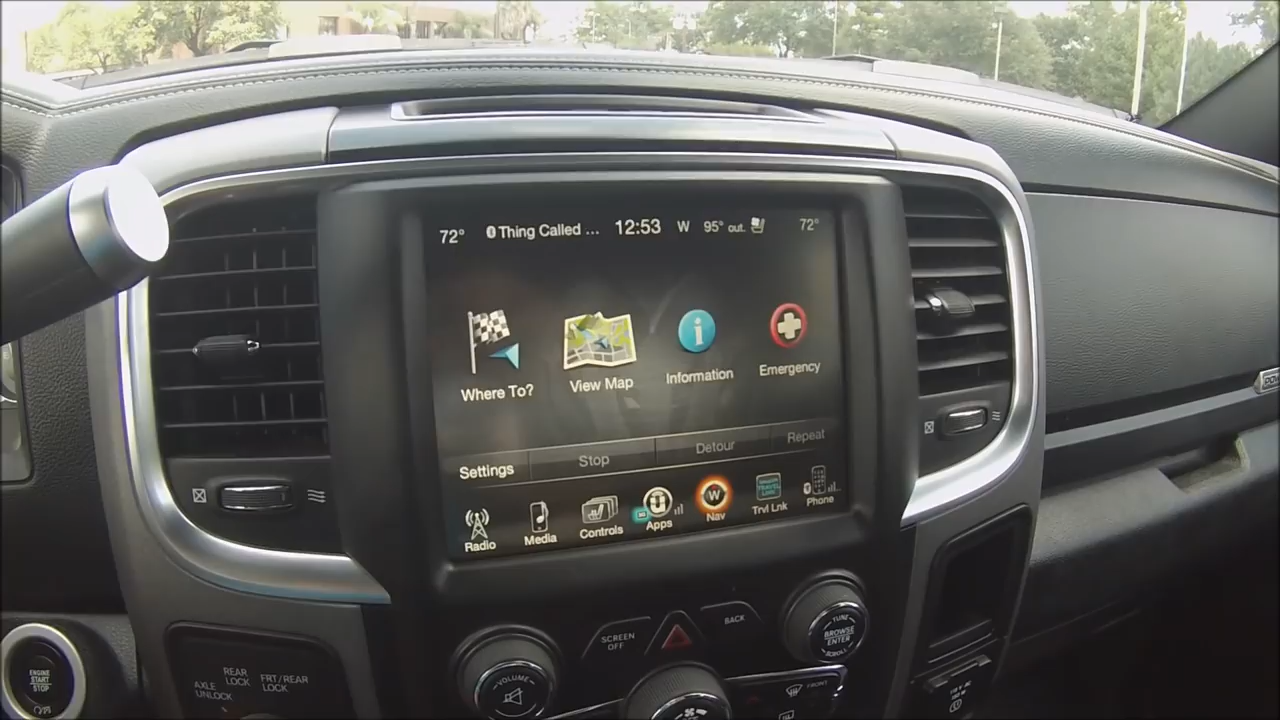 72° Thing Called ... 12:53 W 95° out. 72°
Where To? View Map Information Emergency
Settings Stop Detour Repeat
Radio Media Controls Apps W Nav Trvl Lnk Phone
SCREEN
OFF
BACK
TUNE
BROWSE
ENTER
SCROLL
VOLUME
FRONT
ENGINE
START
STOP
AXLE
UNLOCK
REAR
LOCK
FRT/REAR
LOCK